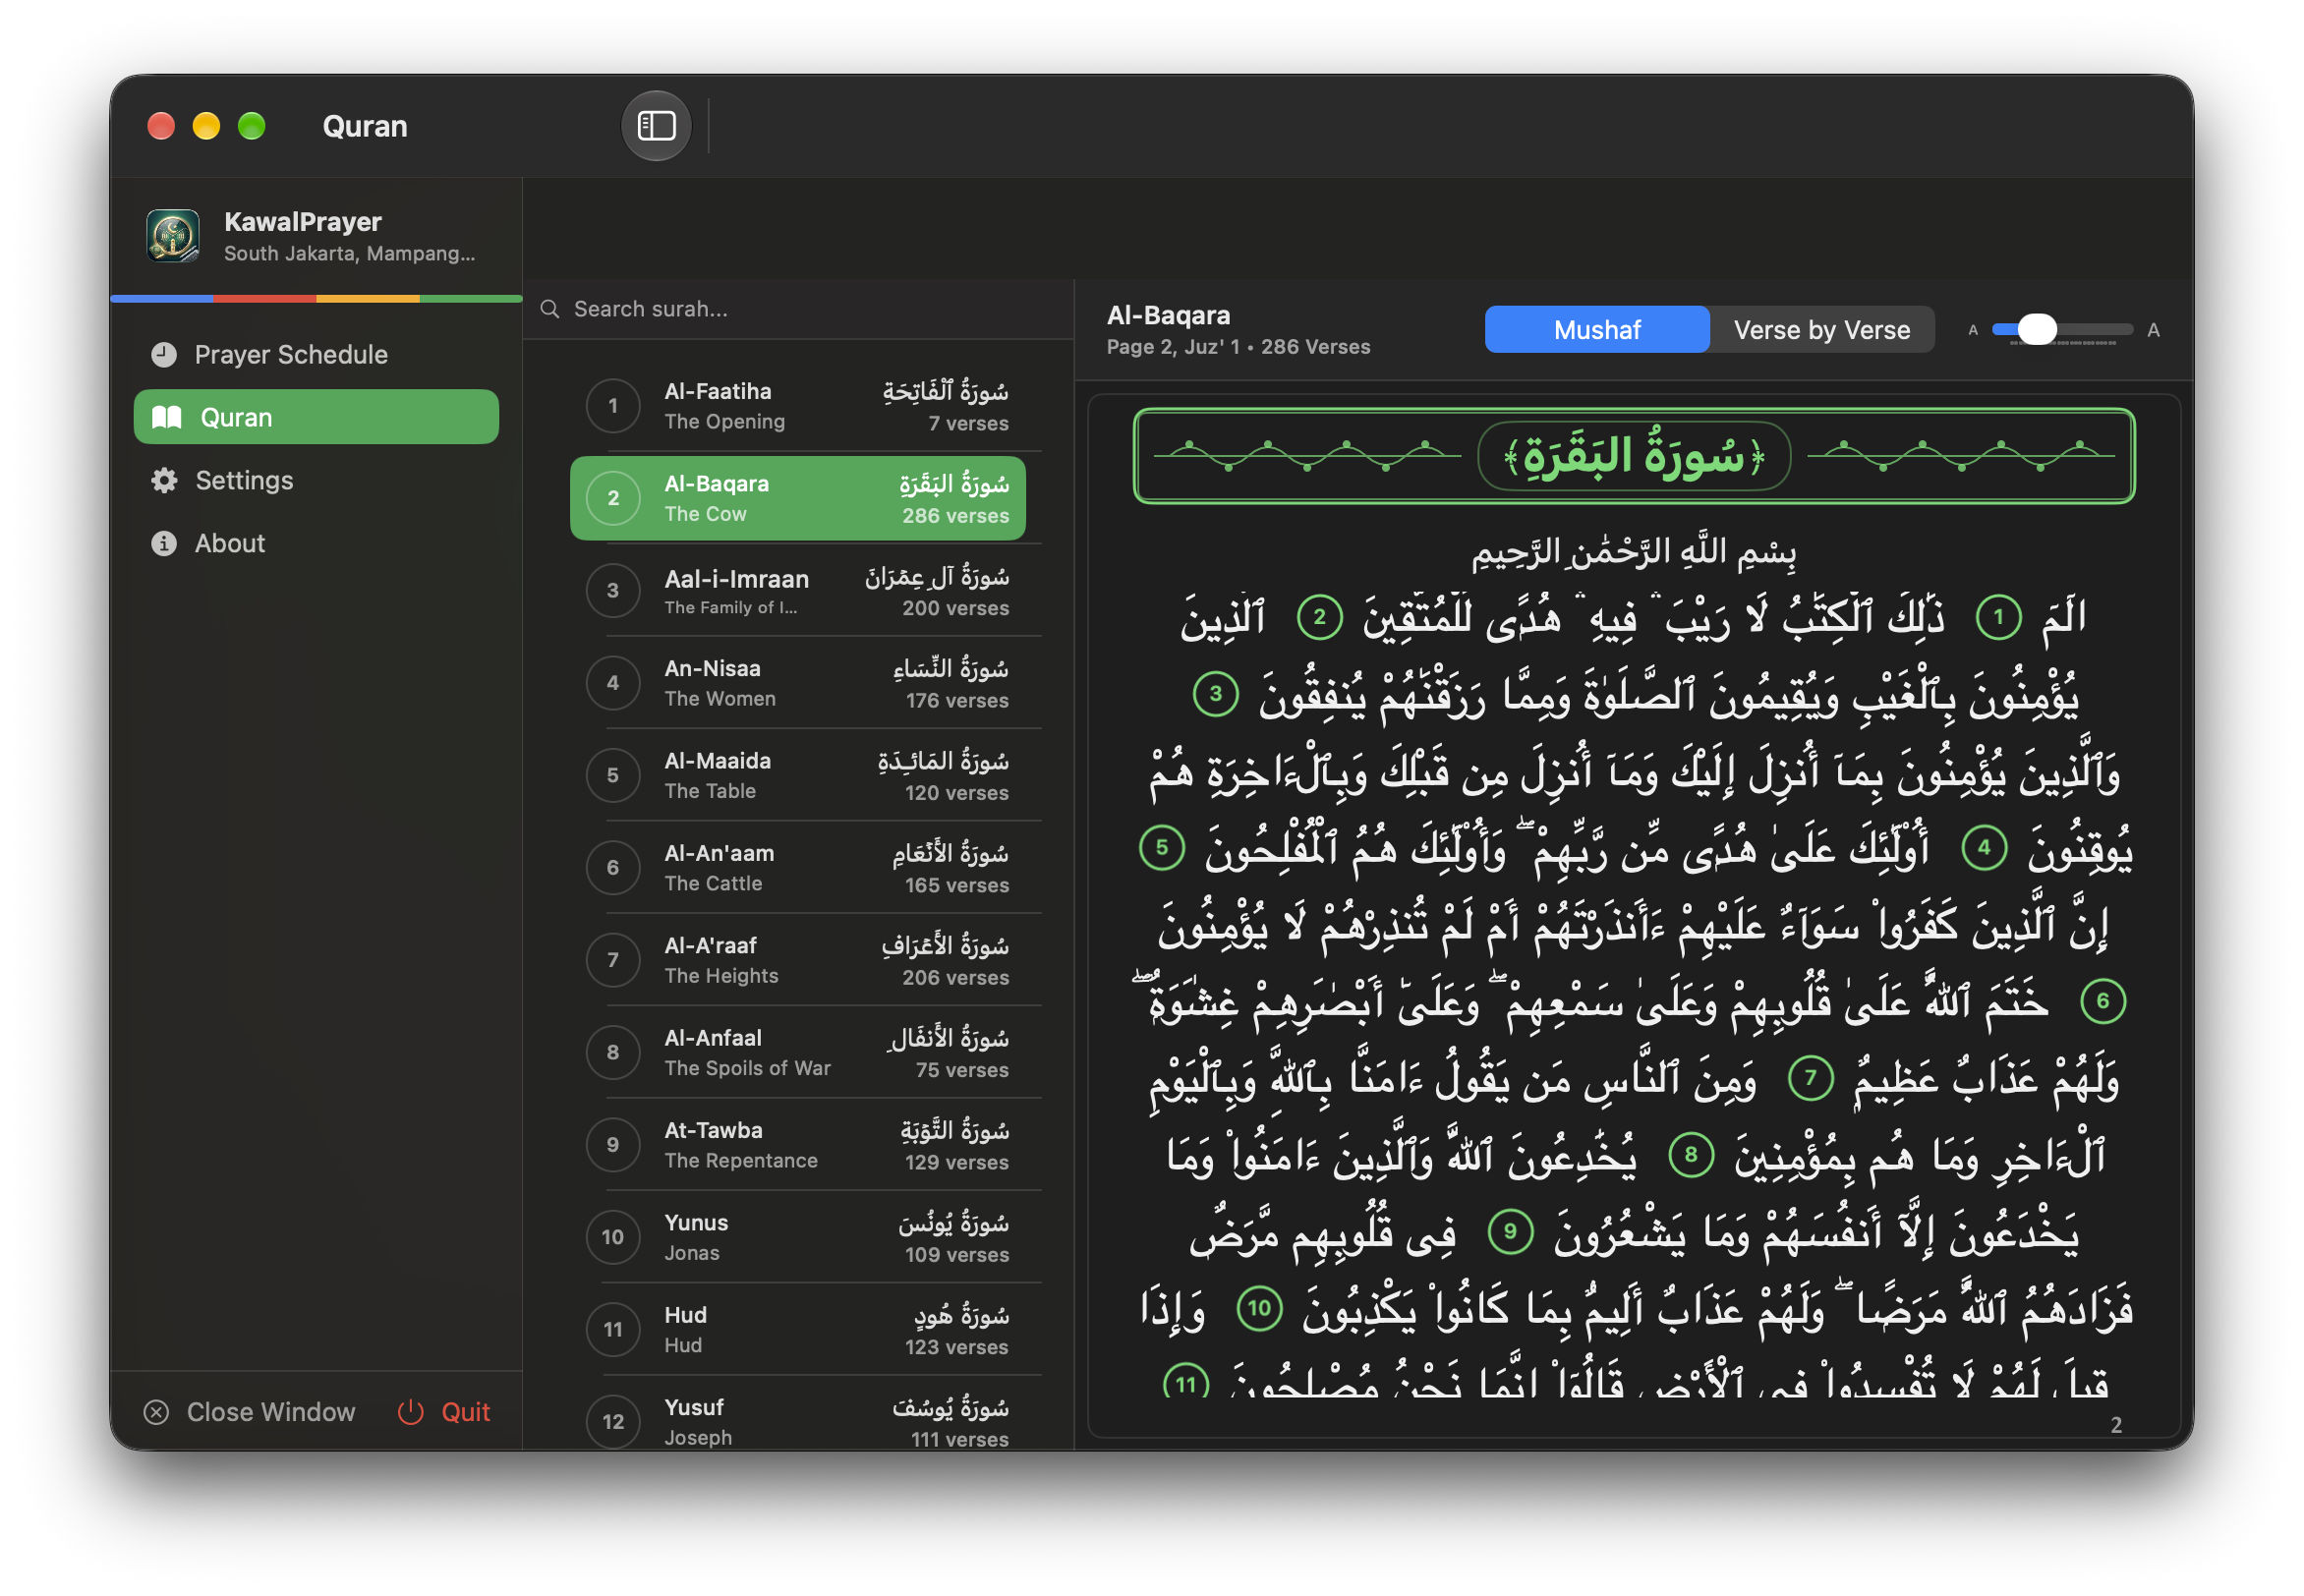 Quran
KawalPrayer
South Jakarta, Mampang...
Prayer Schedule
Quran
Settings
About
Close Window
Quit
Search surah...
1
Al-Faatiha
سُورَةُ ٱلْفَاتِحَةِ
The Opening
7 verses
2
Al-Baqara
سُورَةُ البَقَرَةِ
The Cow
286 verses
3
Aal-i-Imraan
سُورَةُ آلِ عِمۡرَانَ
The Family of I...
200 verses
4
An-Nisaa
سُورَةُ النِّسَاءِ
The Women
176 verses
5
Al-Maaida
سُورَةُ المَائـِدَةِ
The Table
120 verses
6
Al-An'aam
سُورَةُ الأَنۡعَامِ
The Cattle
165 verses
7
Al-A'raaf
سُورَةُ الأَعۡرَافِ
The Heights
206 verses
8
Al-Anfaal
سُورَةُ الأَنفَالِ
The Spoils of War
75 verses
9
At-Tawba
سُورَةُ التَّوۡبَةِ
The Repentance
129 verses
10
Yunus
سُورَةُ يُونُسَ
Jonas
109 verses
11
Hud
سُورَةُ هُودٍ
Hud
123 verses
12
Yusuf
سُورَةُ يُوسُفَ
Joseph
111 verses
Al-Baqara
Page 2, Juz' 1 • 286 Verses
Mushaf
Verse by Verse
A
A
﴿سُورَةُ البَقَرَةِ﴾
بِسْمِ اللَّهِ الرَّحْمَٰنِ الرَّحِيمِ
الٓمٓ 1 ذَٰلِكَ ٱلْكِتَٰبُ لَا رَيْبَ ۛ فِيهِ ۛ هُدًى لِّلْمُتَّقِينَ 2 ٱلَّذِينَ
يُؤْمِنُونَ بِٱلْغَيْبِ وَيُقِيمُونَ ٱلصَّلَوٰةَ وَمِمَّا رَزَقْنَٰهُمْ يُنفِقُونَ 3
وَٱلَّذِينَ يُؤْمِنُونَ بِمَآ أُنزِلَ إِلَيْكَ وَمَآ أُنزِلَ مِن قَبْلِكَ وَبِٱلْءَاخِرَةِ هُمْ
يُوقِنُونَ 4 أُو۟لَٰٓئِكَ عَلَىٰ هُدًى مِّن رَّبِّهِمْ ۖ وَأُو۟لَٰٓئِكَ هُمُ ٱلْمُفْلِحُونَ 5
إِنَّ ٱلَّذِينَ كَفَرُوا۟ سَوَآءٌ عَلَيْهِمْ ءَأَنذَرْتَهُمْ أَمْ لَمْ تُنذِرْهُمْ لَا يُؤْمِنُونَ
6 خَتَمَ ٱللَّهُ عَلَىٰ قُلُوبِهِمْ وَعَلَىٰ سَمْعِهِمْ ۖ وَعَلَىٰٓ أَبْصَٰرِهِمْ غِشَٰوَةٌ ۖ
وَلَهُمْ عَذَابٌ عَظِيمٌ 7 وَمِنَ ٱلنَّاسِ مَن يَقُولُ ءَامَنَّا بِٱللَّهِ وَبِٱلْيَوْمِ
ٱلْءَاخِرِ وَمَا هُم بِمُؤْمِنِينَ 8 يُخَٰدِعُونَ ٱللَّهَ وَٱلَّذِينَ ءَامَنُوا۟ وَمَا
يَخْدَعُونَ إِلَّآ أَنفُسَهُمْ وَمَا يَشْعُرُونَ 9 فِى قُلُوبِهِم مَّرَضٌ
فَزَادَهُمُ ٱللَّهُ مَرَضًا ۖ وَلَهُمْ عَذَابٌ أَلِيمٌۢ بِمَا كَانُوا۟ يَكْذِبُونَ 10 وَإِذَا
قِيلَ لَهُمْ لَا تُفْسِدُوا۟ فِى ٱلْأَرْضِ قَالُوٓا۟ إِنَّمَا نَحْنُ مُصْلِحُونَ 11
2